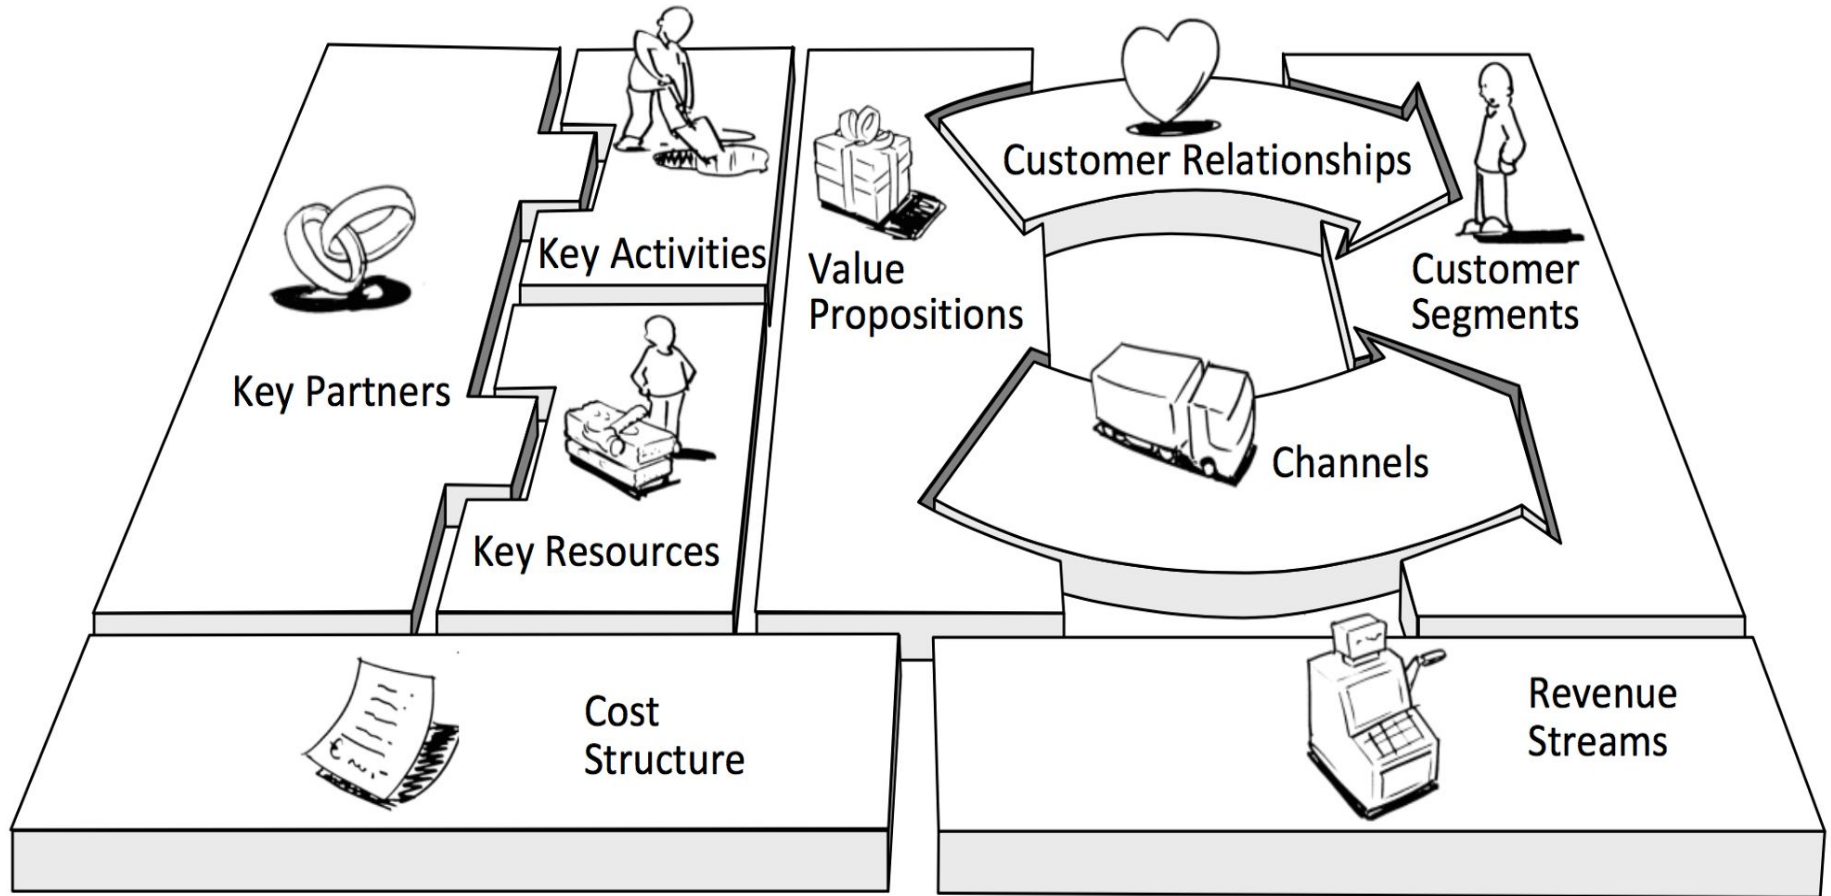 Customer Relationships
Key Activities
Value
Propositions
Customer
Segments
Key Partners
Channels
Key Resources
Cost
Structure
Revenue
Streams
€